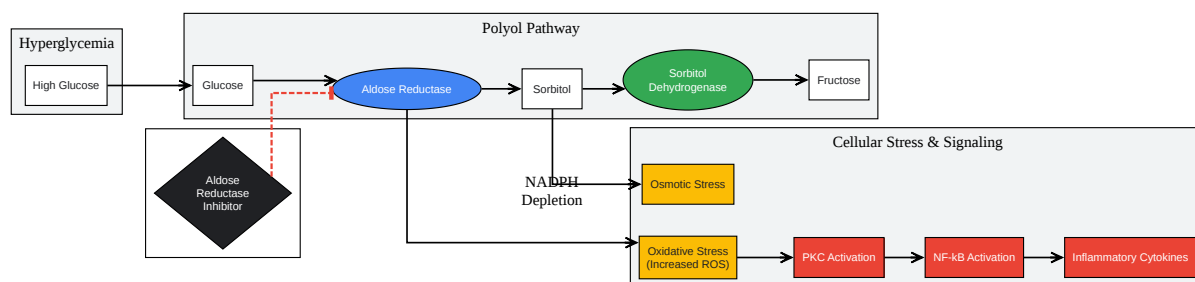 Polyol Pathway
Hyperglycemia
High Glucose
Glucose
Aldose Reductase
Sorbitol
Sorbitol
Dehydrogenase
Fructose
Cellular Stress & Signaling
Aldose
Reductase
Inhibitor
NADPH
Depletion
Osmotic Stress
Oxidative Stress
(Increased ROS)
PKC Activation
NF-kB Activation
Inflammatory Cytokines